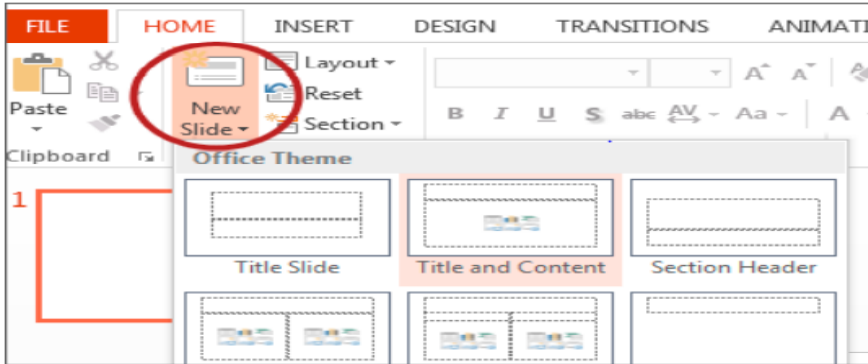 FILE HOME INSERT DESIGN TRANSITIONS ANIMATI
Layout
Reset
Section
Paste
New
Slide
B I U S abc AV Aa A
A A
Clipboard
Office Theme
1
Title Slide Title and Content Section Header